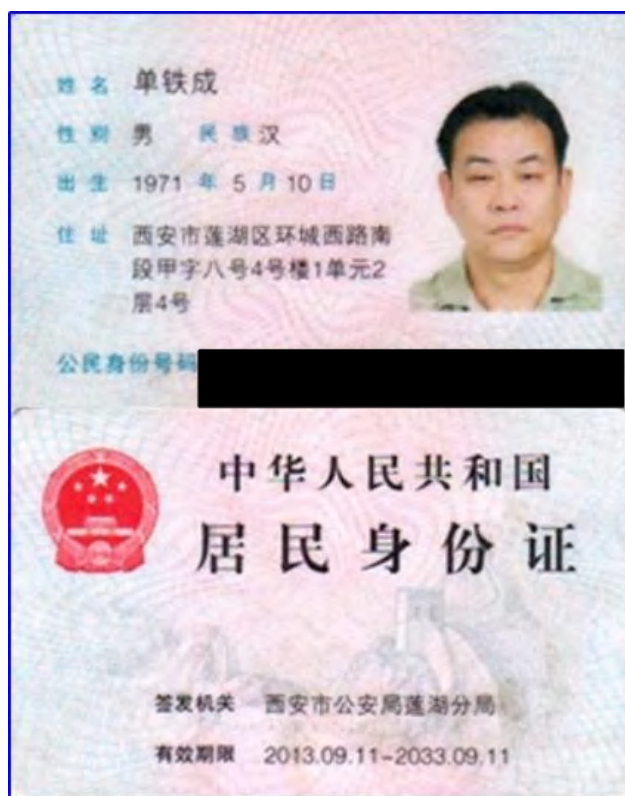 姓名 单铁成
性别 男 民族 汉
出生 1971 年 5 月 10 日
住址 西安市莲湖区环城西路南
段甲字八号4号楼1单元2
层4号
公民身份号码
中华人民共和国
居民身份证
签发机关 西安市公安局莲湖分局
有效期限 2013.09.11-2033.09.11